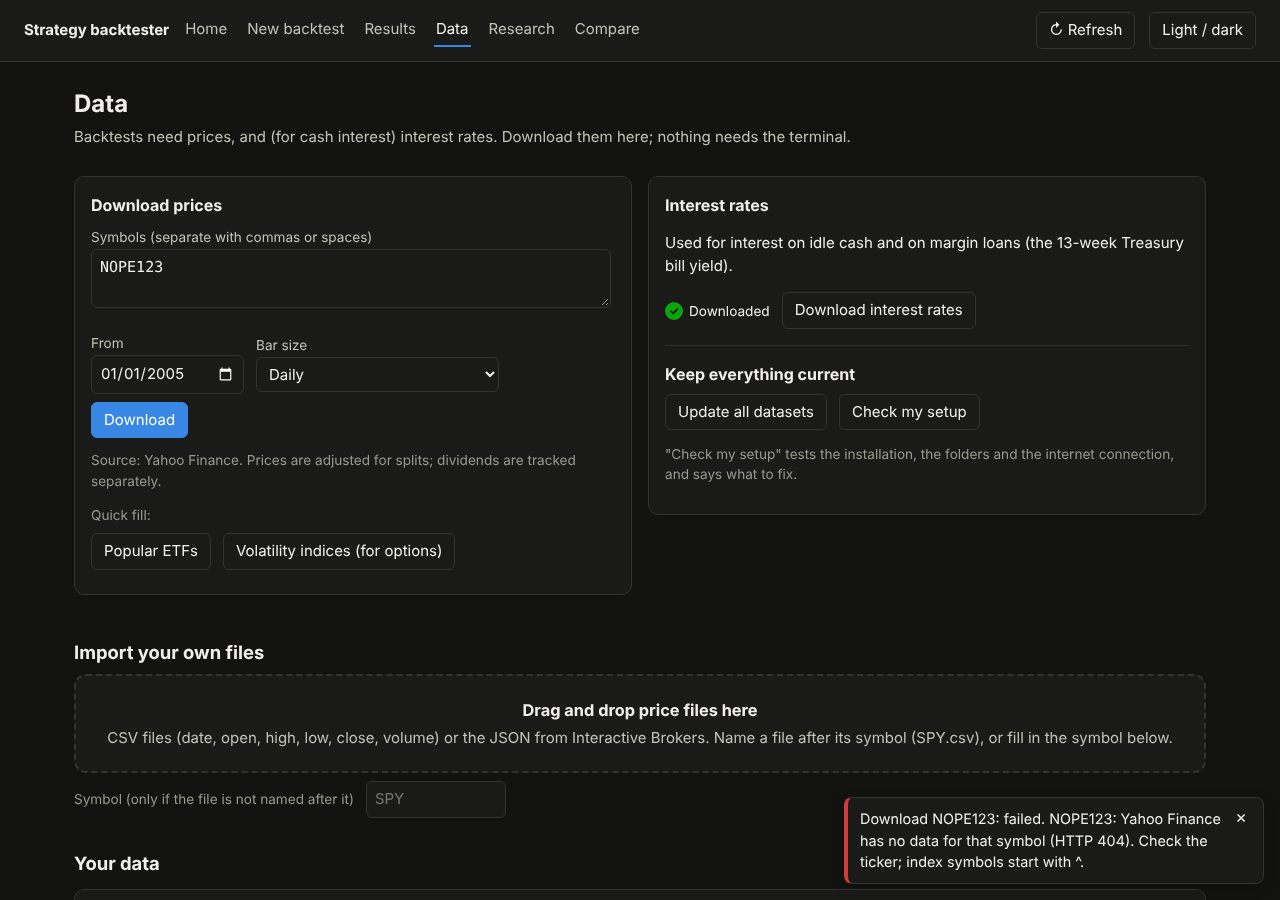 Strategy backtester Home New backtest Results Data Research Compare Refresh Light / dark
Data
Backtests need prices, and (for cash interest) interest rates. Download them here; nothing needs the terminal.
Download prices
Symbols (separate with commas or spaces)
NOPE123
From
Bar size
01/01/2005
Daily
Download
Source: Yahoo Finance. Prices are adjusted for splits; dividends are tracked
separately.
Quick fill:
Popular ETFs
Volatility indices (for options)
Interest rates
Used for interest on idle cash and on margin loans (the 13-week Treasury
bill yield).
Downloaded
Download interest rates
Keep everything current
Update all datasets
Check my setup
"Check my setup" tests the installation, the folders and the internet connection,
and says what to fix.
Import your own files
Drag and drop price files here
CSV files (date, open, high, low, close, volume) or the JSON from Interactive Brokers. Name a file after its symbol (SPY.csv), or fill in the symbol below.
Symbol (only if the file is not named after it)
SPY
Your data
Download NOPE123: failed. NOPE123: Yahoo Finance
has no data for that symbol (HTTP 404). Check the
ticker; index symbols start with ^.